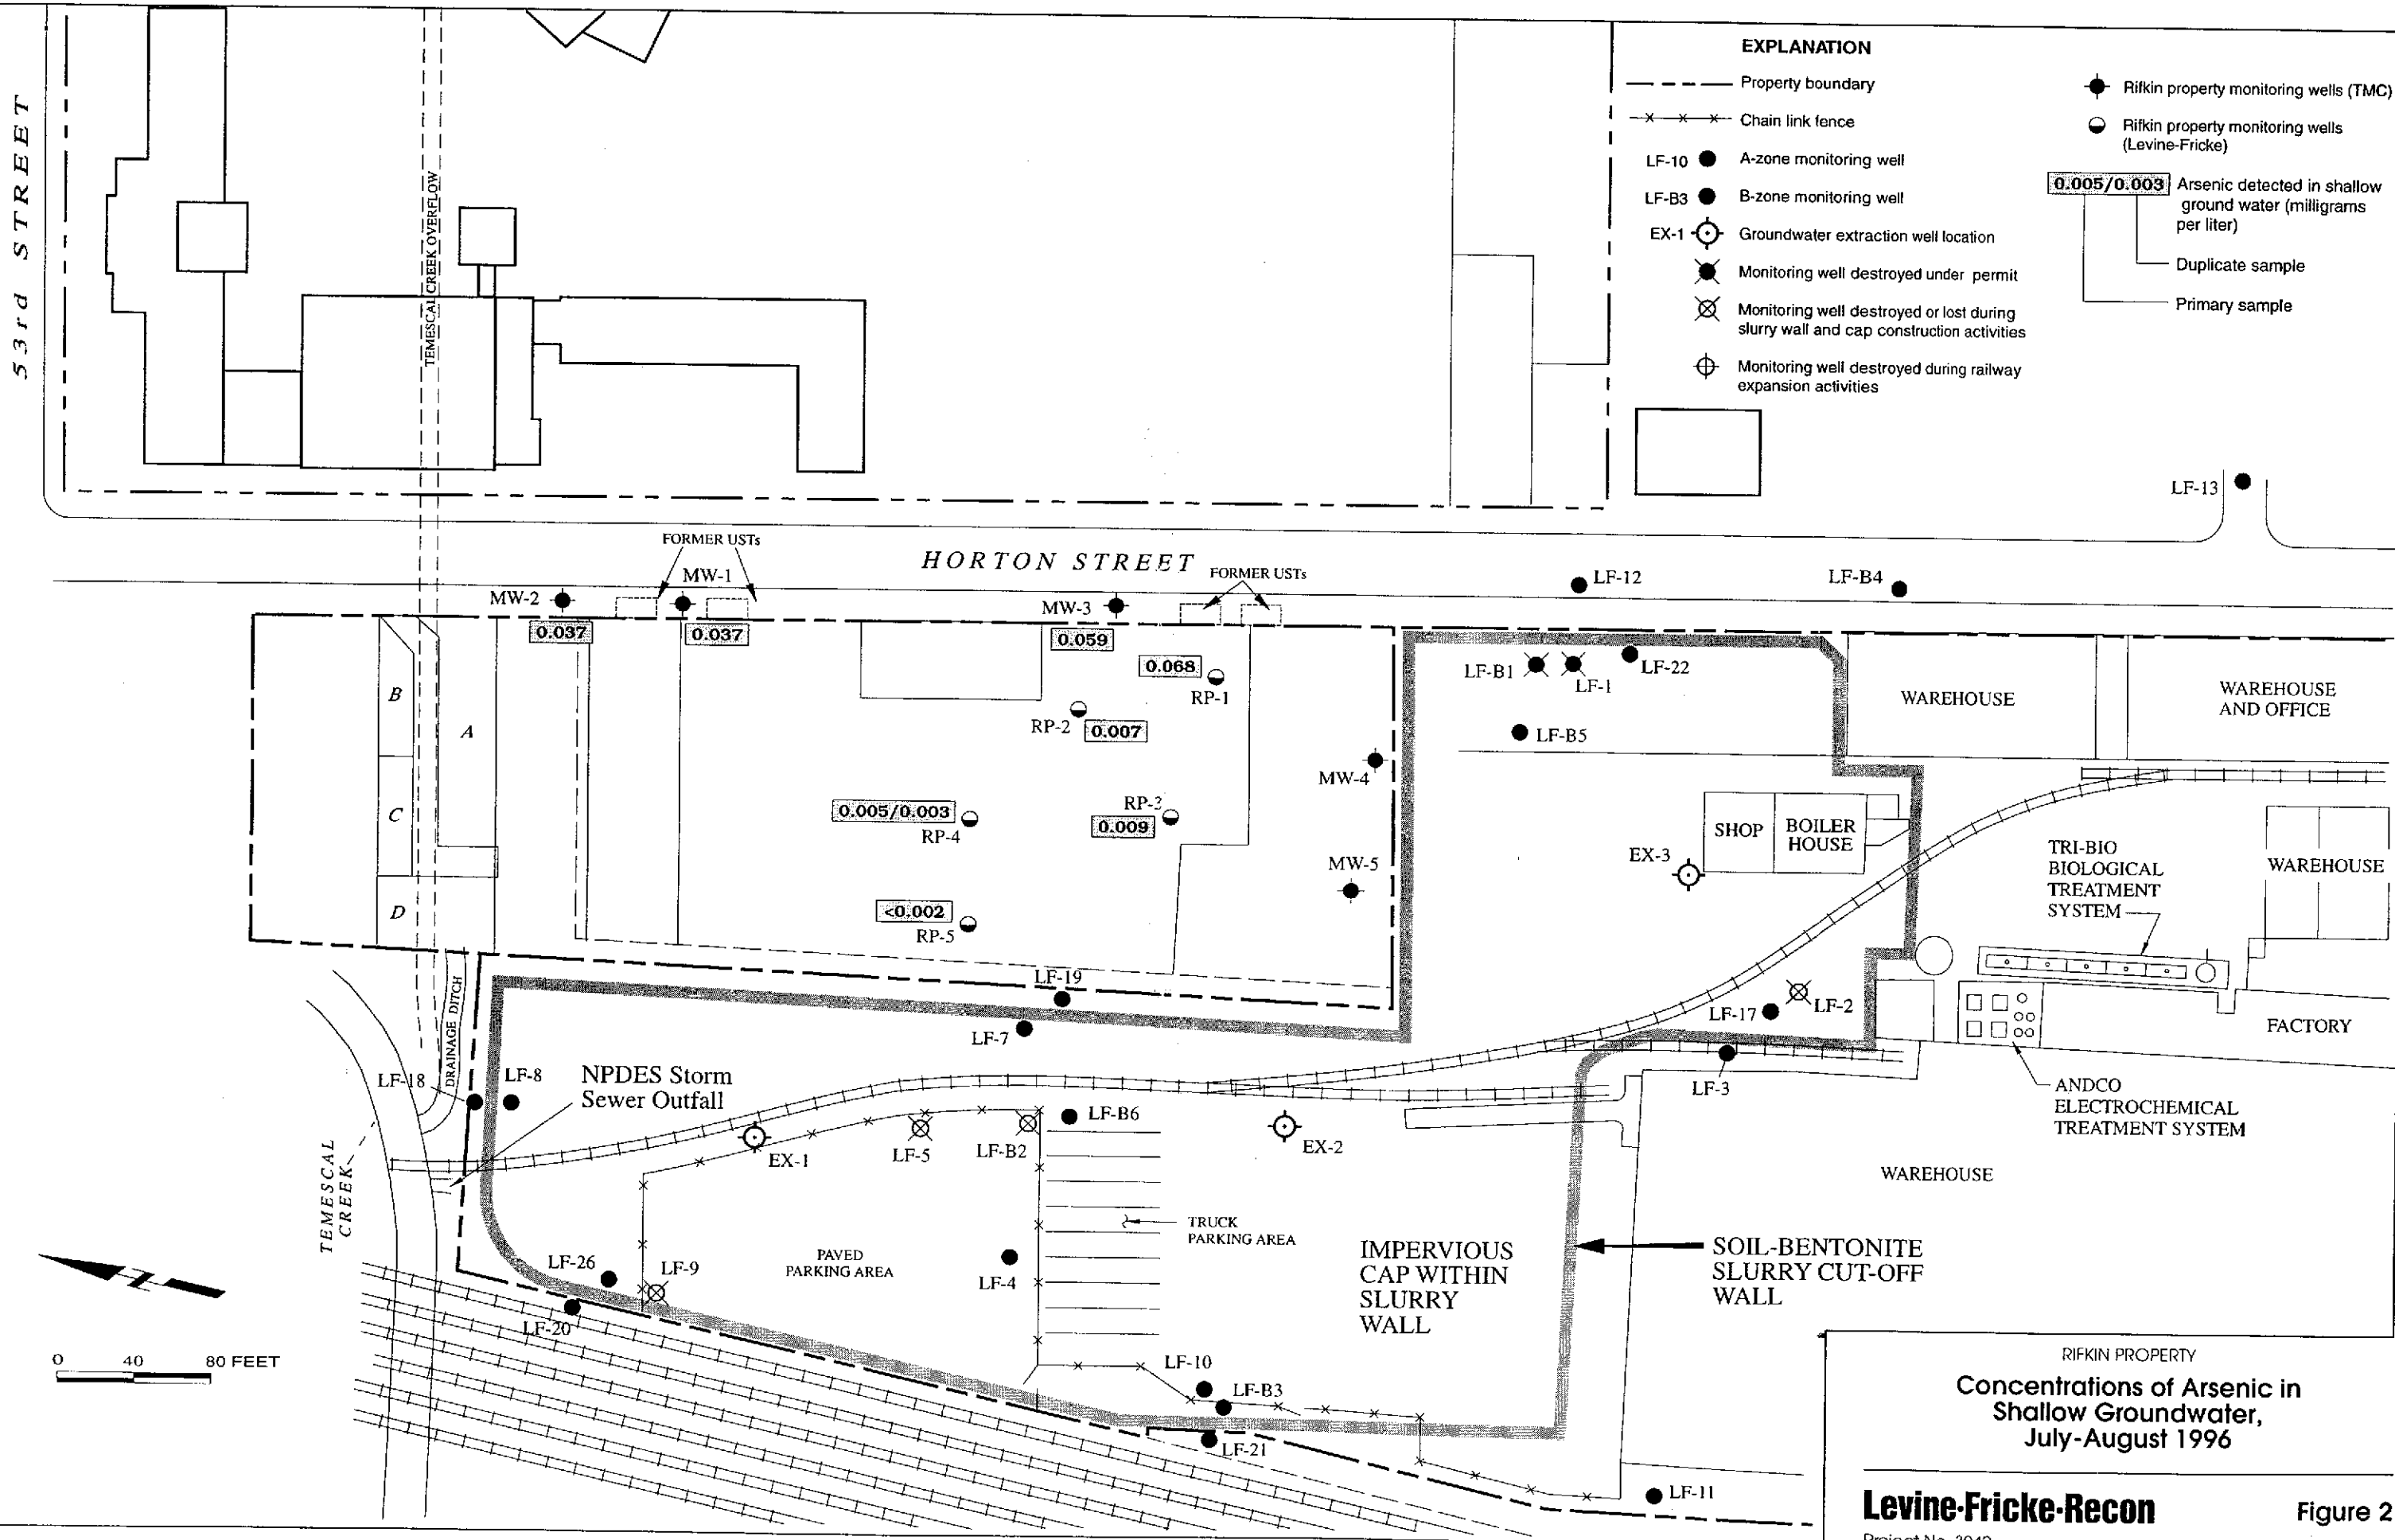 53rd STREET
TEMESCAL CREEK OVERFLOW
EXPLANATION
Property boundary
Chain link fence
LF-10 A-zone monitoring well
LF-B3 B-zone monitoring well
EX-1 Groundwater extraction well location
Monitoring well destroyed under permit
Monitoring well destroyed or lost during
slurry wall and cap construction activities
Monitoring well destroyed during railway
expansion activities
Rifkin property monitoring wells (TMC)
Rifkin property monitoring wells
(Levine-Fricke)
0.005/0.003 Arsenic detected in shallow
ground water (milligrams
per liter)
Duplicate sample
Primary sample
LF-13
HORTON STREET
FORMER USTs
FORMER USTs
MW-2
MW-1
MW-3
LF-12
LF-B4
0.037
0.037
0.059
0.068
RP-1
RP-2
0.007
LF-B1
LF-1
LF-22
LF-B5
WAREHOUSE
WAREHOUSE
AND OFFICE
B
A
C
D
MW-4
0.005/0.003
RP-4
RP-3
0.009
MW-5
<0.002
RP-5
SHOP
BOILER
HOUSE
EX-3
TRI-BIO
BIOLOGICAL
TREATMENT
SYSTEM
WAREHOUSE
LF-19
LF-7
LF-17
LF-2
FACTORY
DRAINAGE DITCH
LF-18
LF-8
NPDES Storm
Sewer Outfall
LF-3
ANDCO
ELECTROCHEMICAL
TREATMENT SYSTEM
LF-B6
EX-1
LF-5
LF-B2
EX-2
WAREHOUSE
TEMESCAL
CREEK
TRUCK
PARKING AREA
PAVED
PARKING AREA
IMPERVIOUS
CAP WITHIN
SLURRY
WALL
SOIL-BENTONITE
SLURRY CUT-OFF
WALL
LF-26
LF-9
LF-4
LF-20
LF-10
LF-B3
LF-21
LF-11
0 40 80 FEET
RIFKIN PROPERTY
Concentrations of Arsenic in
Shallow Groundwater,
July-August 1996
Levine·Fricke·Recon
Figure 2
Project No. 3042